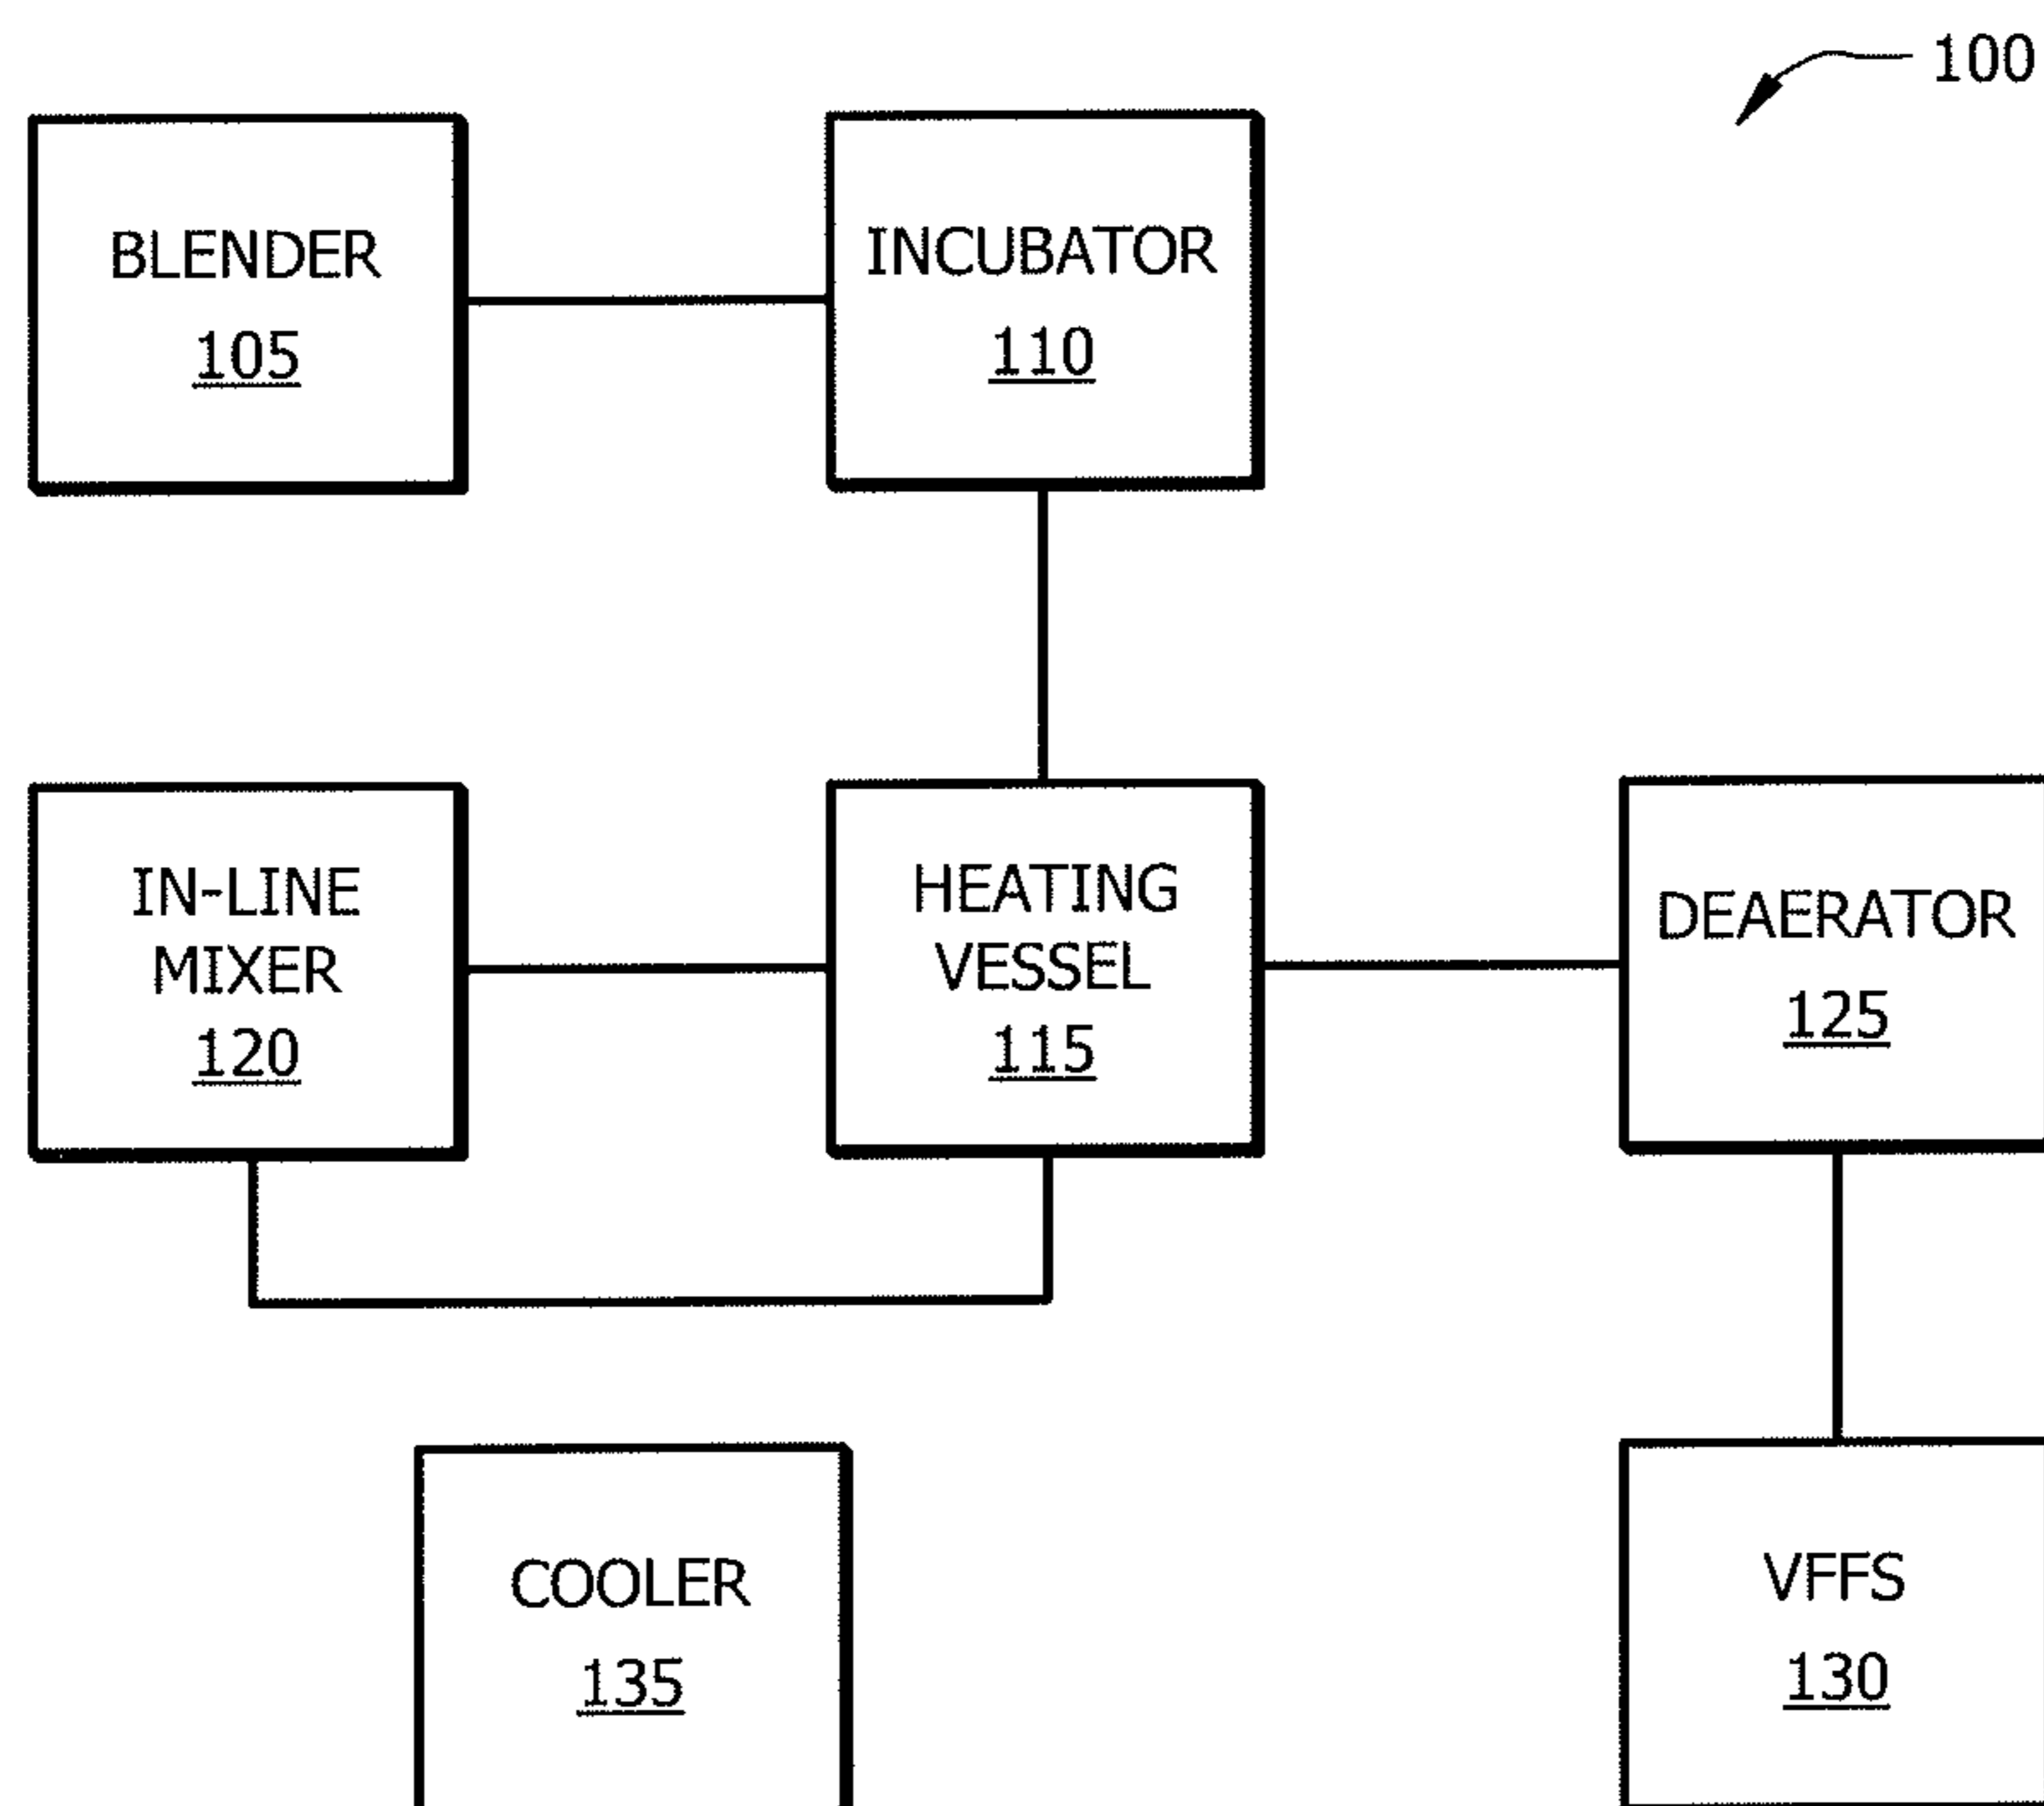 100
BLENDER
105
INCUBATOR
110
IN-LINE
MIXER
120
HEATING
VESSEL
115
DEAERATOR
125
COOLER
135
VFFS
130